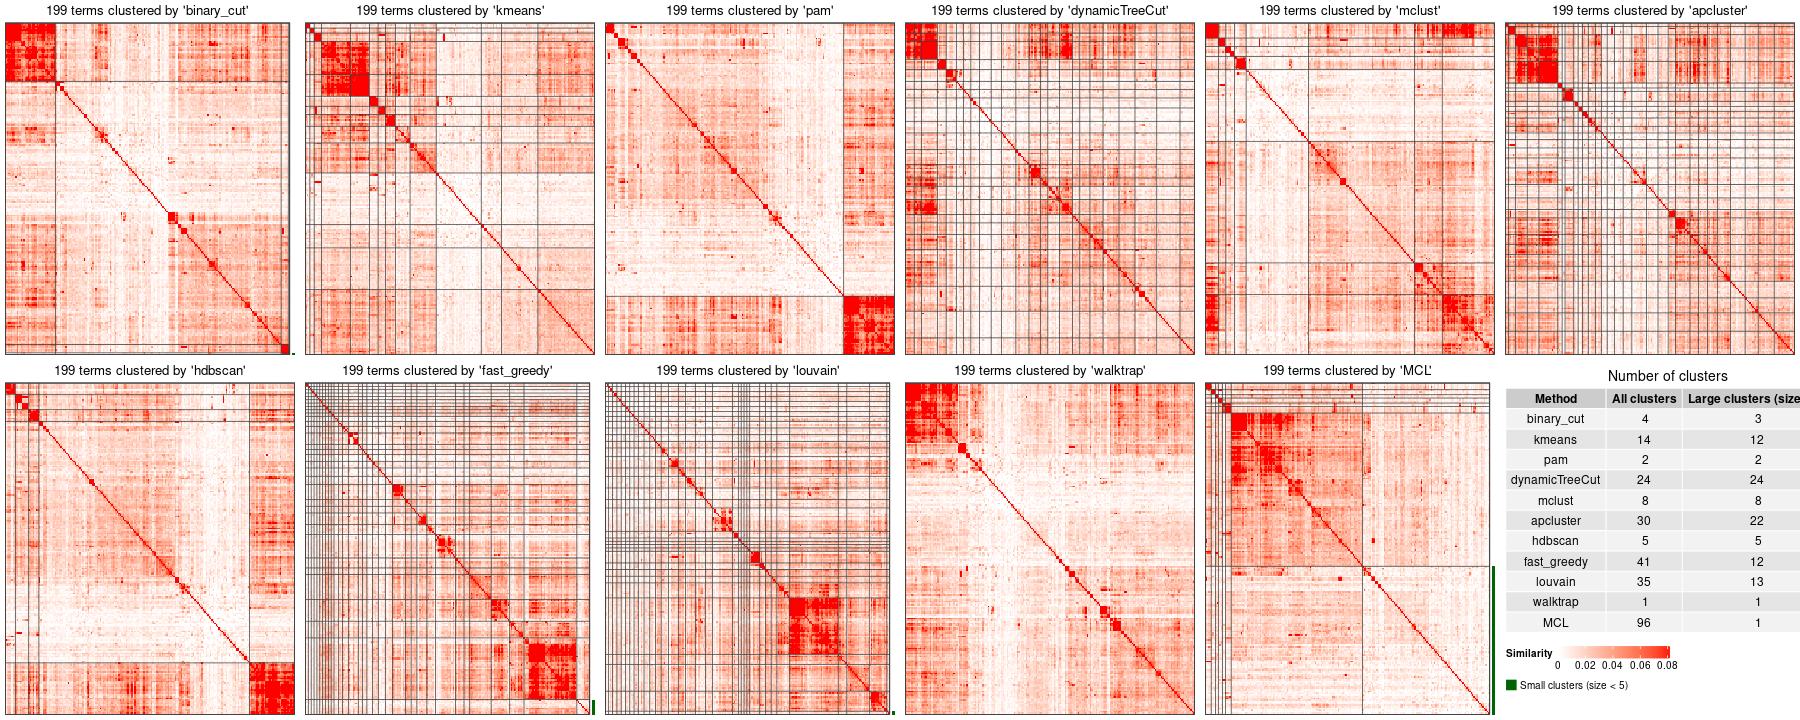 199 terms clustered by 'binary_cut'
199 terms clustered by 'kmeans'
199 terms clustered by 'pam'
199 terms clustered by 'dynamicTreeCut'
199 terms clustered by 'mclust'
199 terms clustered by 'apcluster'
199 terms clustered by 'hdbscan'
199 terms clustered by 'fast_greedy'
199 terms clustered by 'louvain'
199 terms clustered by 'walktrap'
199 terms clustered by 'MCL'
Number of clusters
Method All clusters Large clusters (size
binary_cut 4 3
kmeans 14 12
pam 2 2
dynamicTreeCut 24 24
mclust 8 8
apcluster 30 22
hdbscan 5 5
fast_greedy 41 12
louvain 35 13
walktrap 1 1
MCL 96 1
Similarity
0 0.02 0.04 0.06 0.08
Small clusters (size < 5)